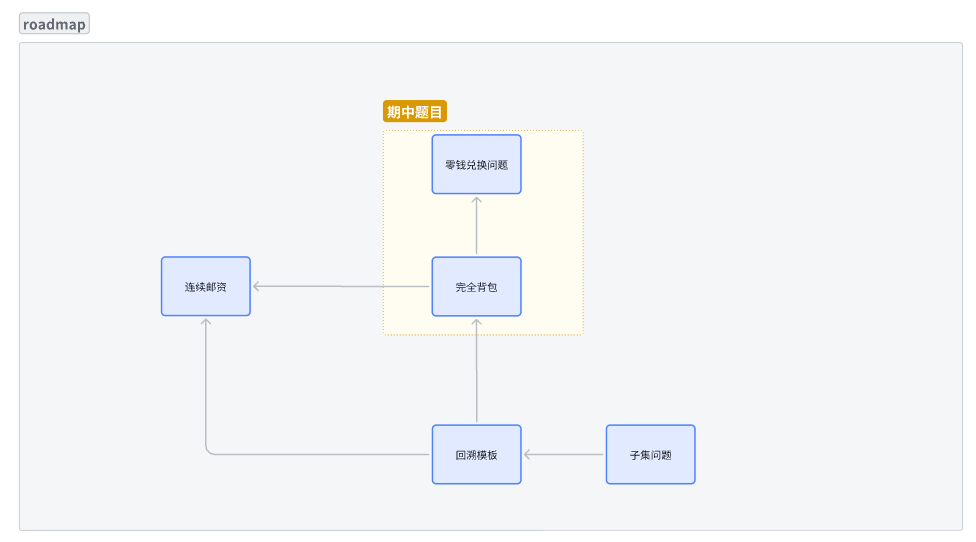 roadmap
期中题目
零钱兑换问题
连续邮资
完全背包
回溯模板
子集问题